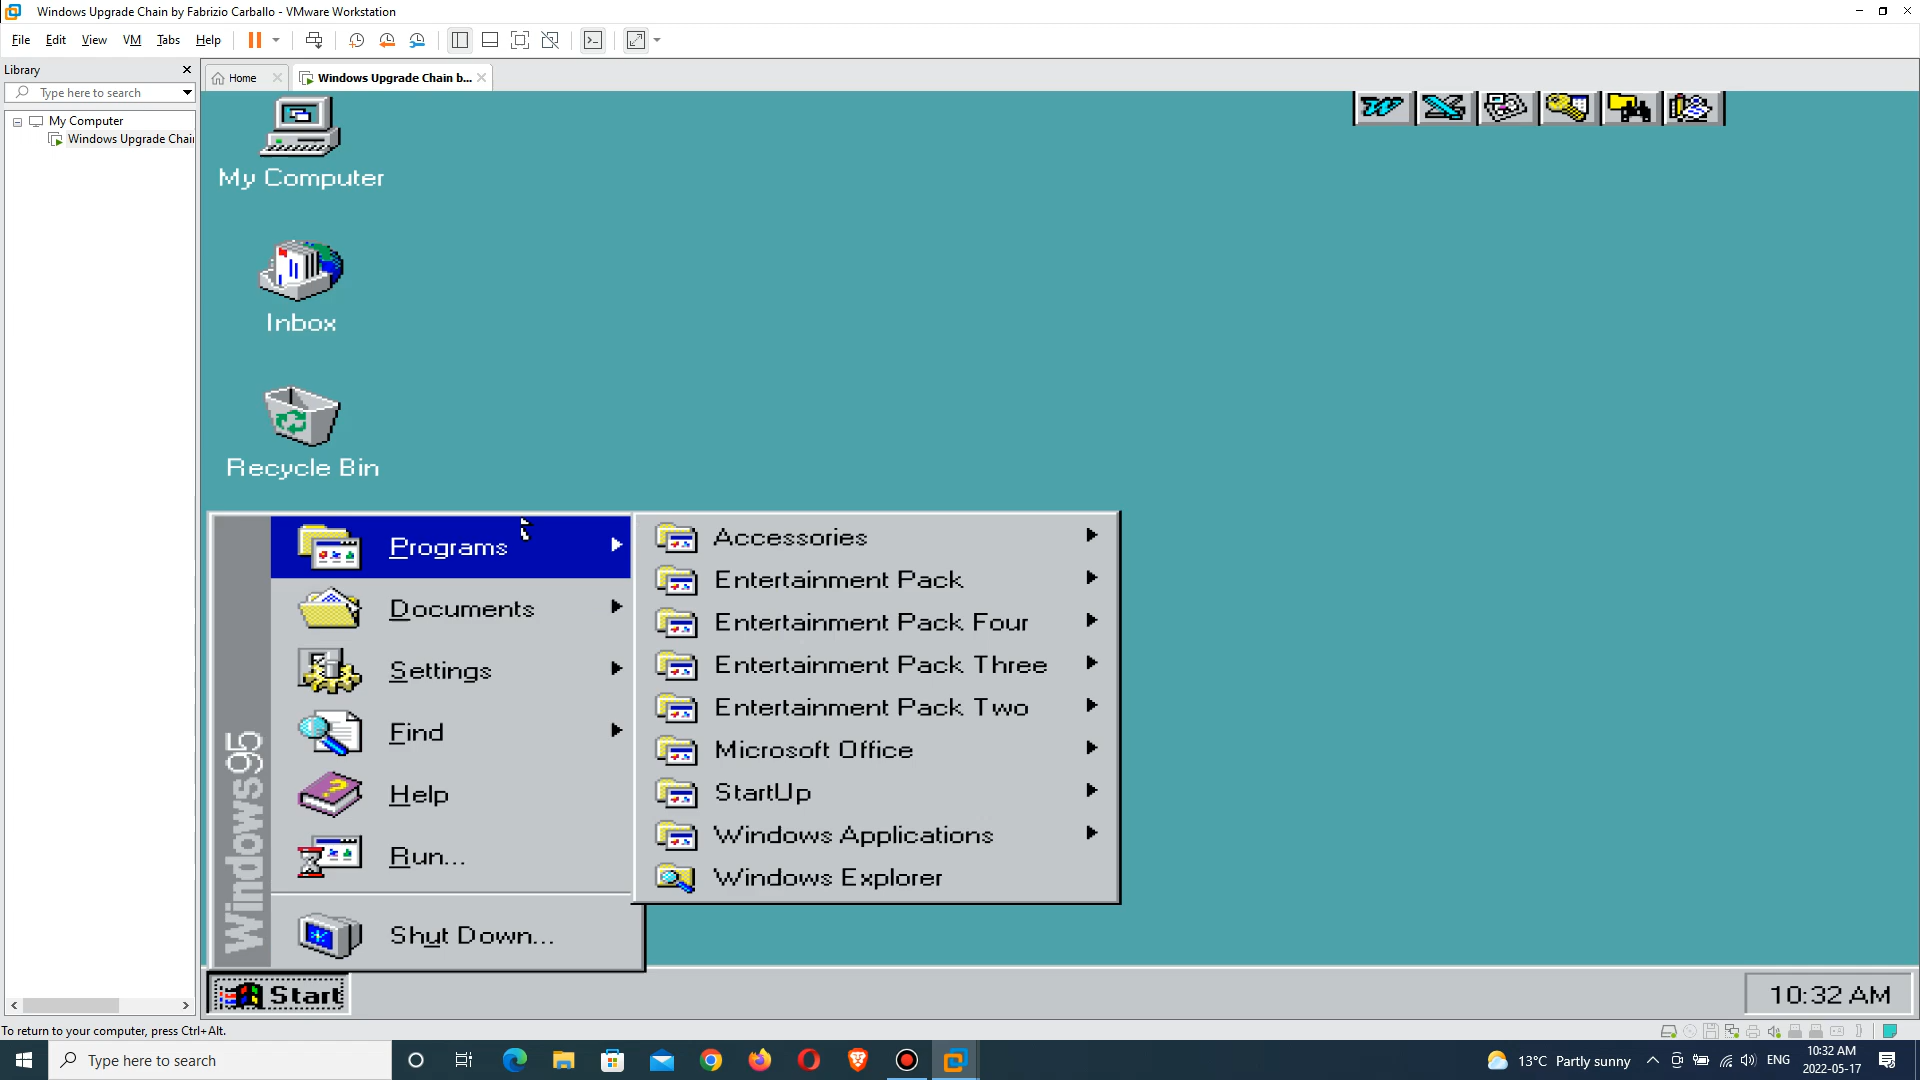 Windows Upgrade Chain by Fabrizio Carballo - VMware Workstation
File Edit View VM Tabs Help
Library
Type here to search
My Computer
Windows Upgrade Chai
Home
Windows Upgrade Chain b...
My Computer
Inbox
Recycle Bin
Programs
Documents
Settings
Find
Help
Run...
Shut Down...
Windows95
Accessories
Entertainment Pack
Entertainment Pack Four
Entertainment Pack Three
Entertainment Pack Two
Microsoft Office
StartUp
Windows Applications
Windows Explorer
Start
10:32 AM
To return to your computer, press Ctrl+Alt.
Type here to search
13°C Partly sunny
ENG
10:32 AM
2022-05-17